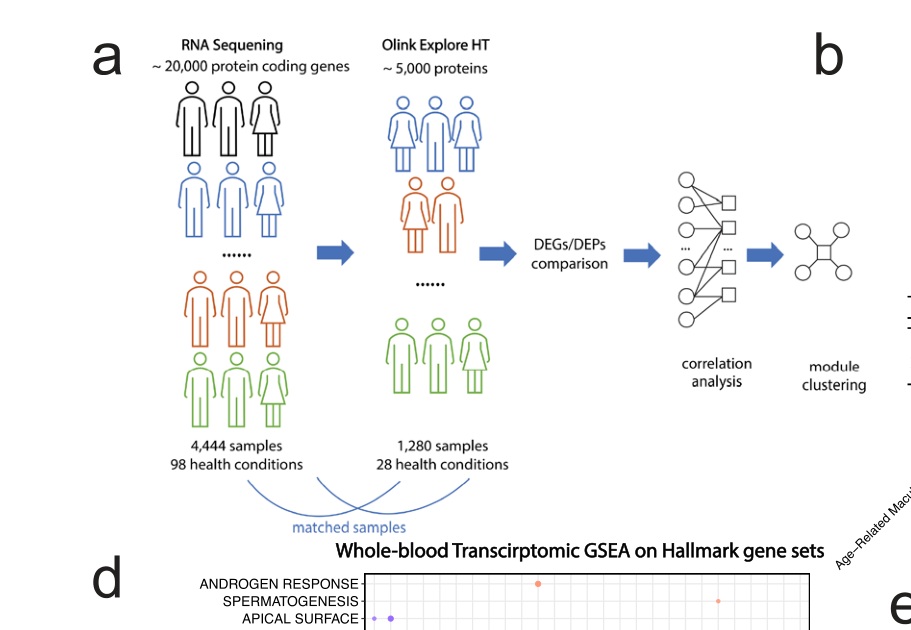 a
b
RNA Sequencing
~ 20,000 protein coding genes
Olink Explore HT
~ 5,000 proteins
......
......
DEGs/DEPs
comparison
...
...
correlation
analysis
module
clustering
4,444 samples
98 health conditions
1,280 samples
28 health conditions
matched samples
d
Whole-blood Transcirptomic GSEA on Hallmark gene sets
Age-Related
e
ANDROGEN RESPONSE
SPERMATOGENESIS
APICAL SURFACE